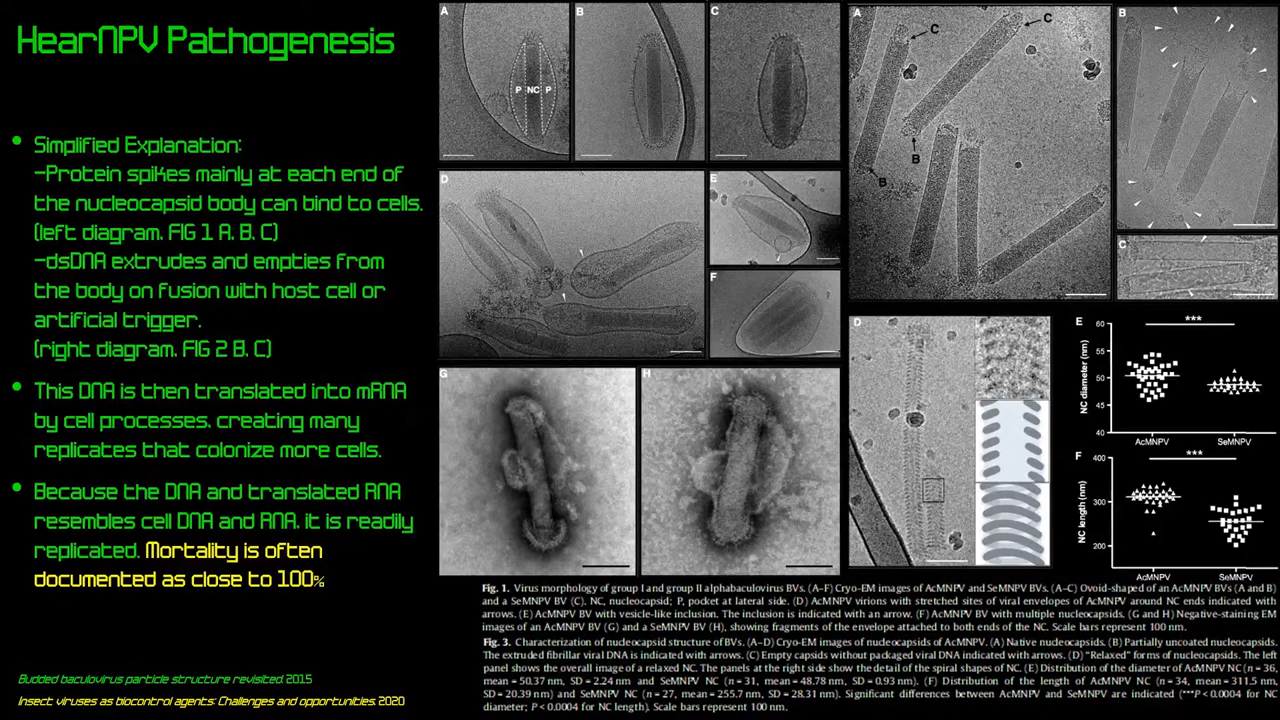 HearNPV Pathogenesis
• Simplified Explanation:
-Protein spikes mainly at each end of
the nucleocapsid body can bind to cells.
(left diagram. FIG 1 A. B. C)
-dsDNA extrudes and empties from
the body on fusion with host cell or
artificial trigger.
(right diagram. FIG 2 B. C)
• This DNA is then translated into mRNA
by cell processes. creating many
replicates that colonize more cells.
• Because the DNA and translated RNA
resembles cell DNA and RNA. it is readily
replicated. Mortality is often
documented as close to 100%
Budded baculovirus particle structure revisited. 2015
Insect viruses as biocontrol agents: Challenges and opportunities. 2020
A
P NC P
B
C
D
E
F
G
H
A
C
C
B
B
B
C
D
E
***
NC diameter (nm)
60
55
50
45
40
AcMNPV SeMNPV
F
***
NC length(nm)
400
300
200
AcMNPV SeMNPV
Fig. 1. Virus morphology of group I and group II alphabaculovirus BVs. (A–F) Cryo-EM images of AcMNPV and SeMNPV BVs. (A–C) Ovoid-shaped of an AcMNPV BVs (A and B)
and a SeMNPV BV (C). NC, nucleocapsid; P, pocket at lateral side. (D) AcMNPV virions with stretched sites of viral envelopes of AcMNPV around NC ends indicated with
arrows. (E) AcMNPV BV with vesicle-like inclusion. The inclusion is indicated with an arrow. (F) AcMNPV BV with multiple nucleocapsids. (G and H) Negative-staining EM
images of an AcMNPV BV (G) and a SeMNPV BV (H), showing fragments of the envelope attached to both ends of the NC. Scale bars represent 100 nm.
Fig. 3. Characterization of nucleocapsid structure of BVs. (A–D) Cryo-EM images of nucleocapsids of AcMNPV. (A) Native nucleocapsids. (B) Partially uncoated nucleocapsids.
The extruded fibrillar viral DNA is indicated with arrows. (C) Empty capsids without packaged viral DNA indicated with arrows. (D) “Relaxed” forms of nucleocapsids. The left
panel shows the overall image of a relaxed NC. The panels at the right side show the detail of the spiral shapes of NC. (E) Distribution of the diameter of AcMNPV NC (n = 36,
mean = 50.37 nm, SD = 2.24 nm and SeMNPV NC (n = 31, mean = 48.78 nm, SD = 0.93 nm). (F) Distribution of the length of AcMNPV NC (n = 34, mean = 311.5 nm,
SD = 20.39 nm) and SeMNPV NC (n = 27, mean = 255.7 nm, SD = 28.31 nm). Significant differences between AcMNPV and SeMNPV are indicated (***P < 0.0004 for NC
diameter; P < 0.0004 for NC length). Scale bars represent 100 nm.